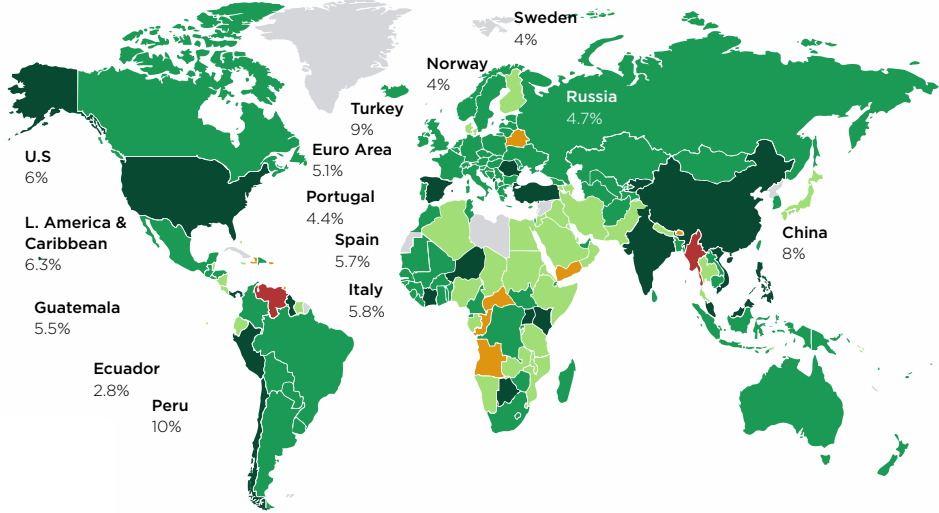 Sweden
4%
Norway
4%
Russia
4.7%
Turkey
9%
Euro Area
5.1%
U.S
6%
Portugal
4.4%
L. America &
Caribbean
6.3%
Spain
5.7%
China
8%
Italy
5.8%
Guatemala
5.5%
Ecuador
2.8%
Peru
10%